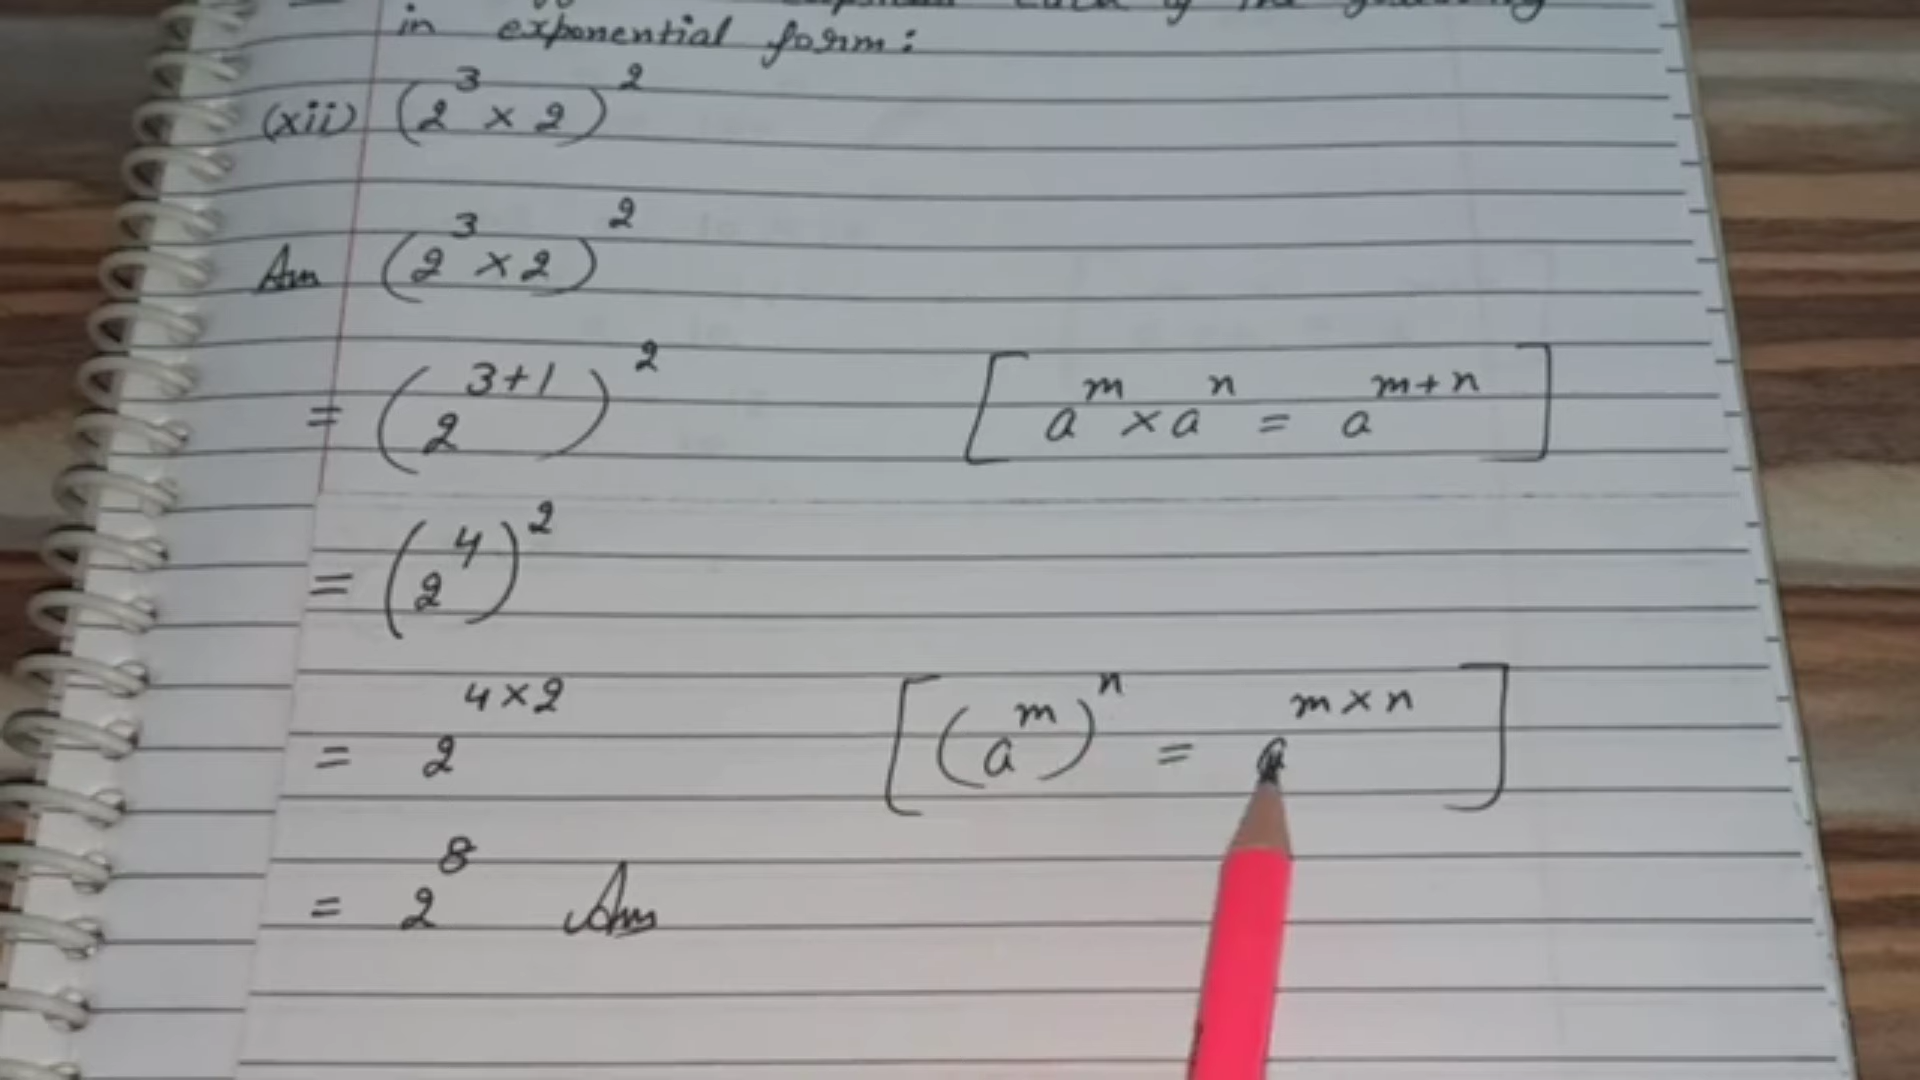 in exponential form:
(xii) (2³ × 2)²
Ans (2³ × 2)²
= (2³⁺¹)² [aᵐ × aⁿ = aᵐ⁺ⁿ]
= (2⁴)²
= 2⁴ˣ² [(aᵐ)ⁿ = aᵐˣⁿ]
= 2⁸ Ans